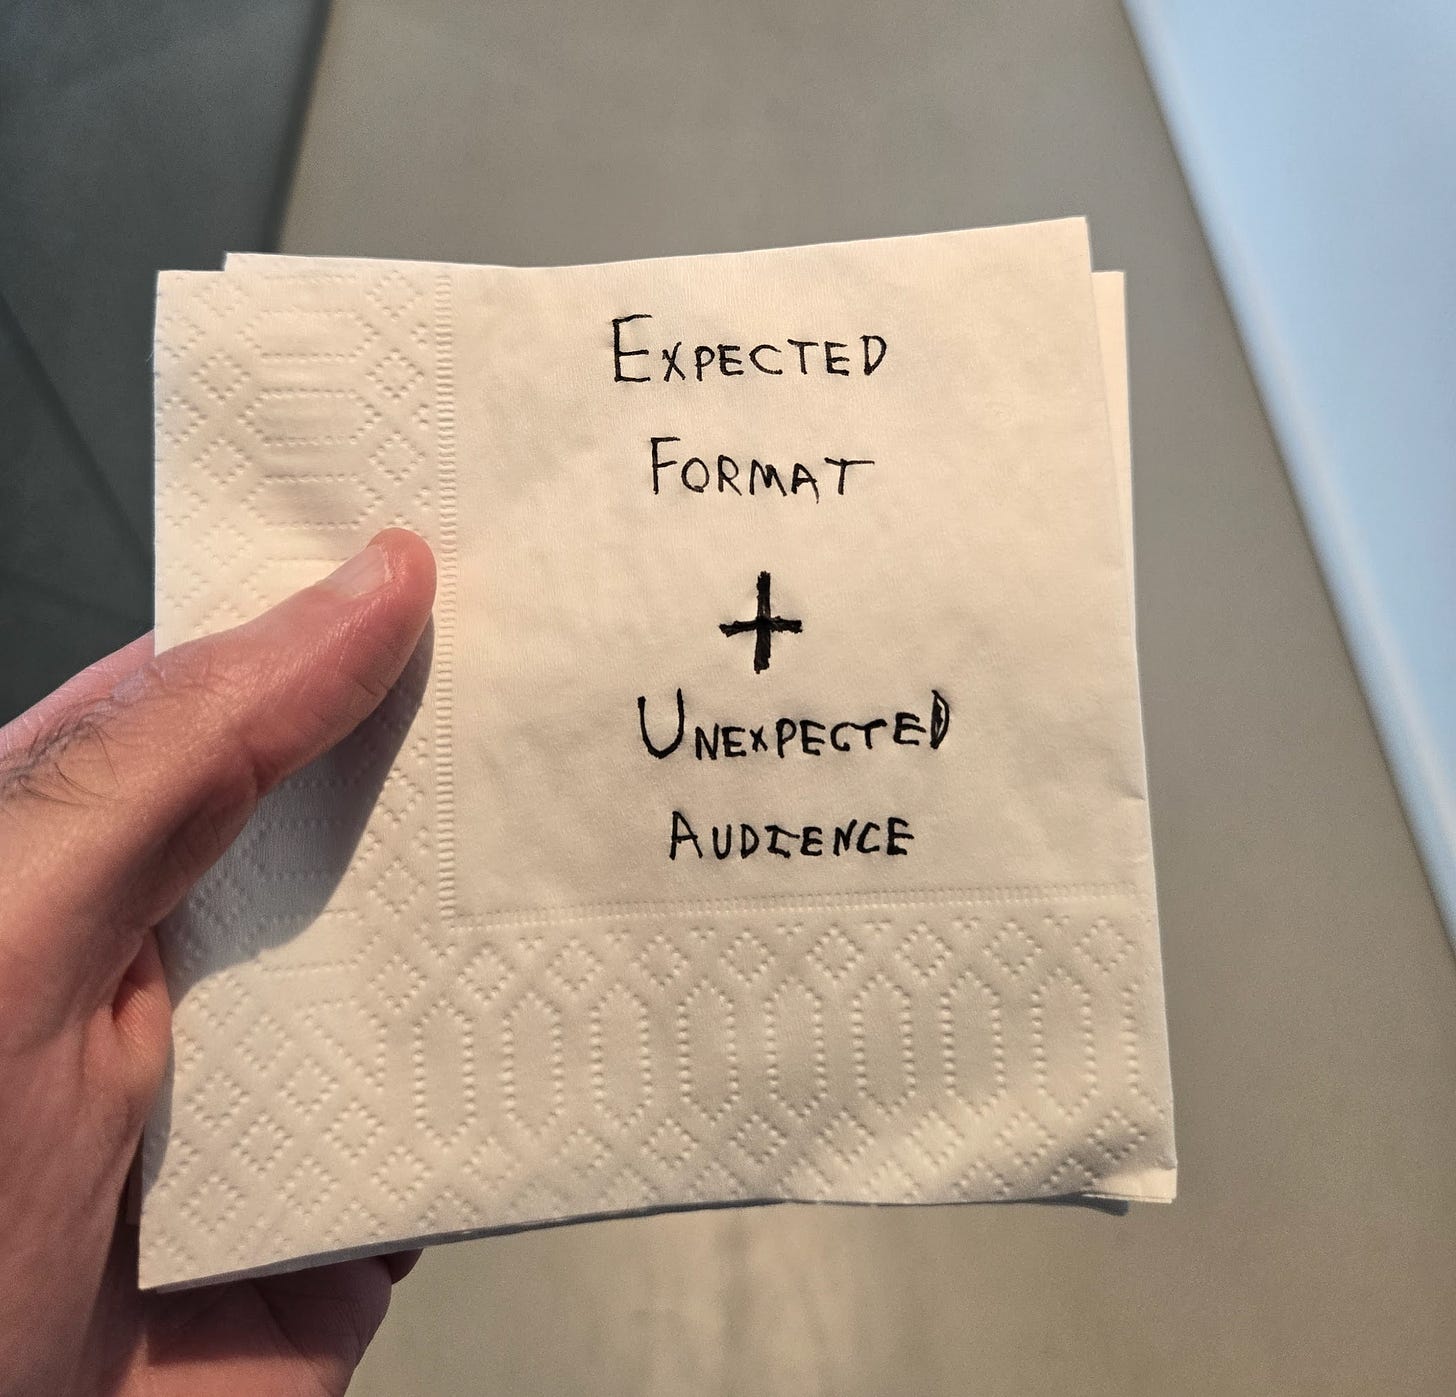 EXPECTED
FORMAT
+
UNEXPECTED
AUDIENCE